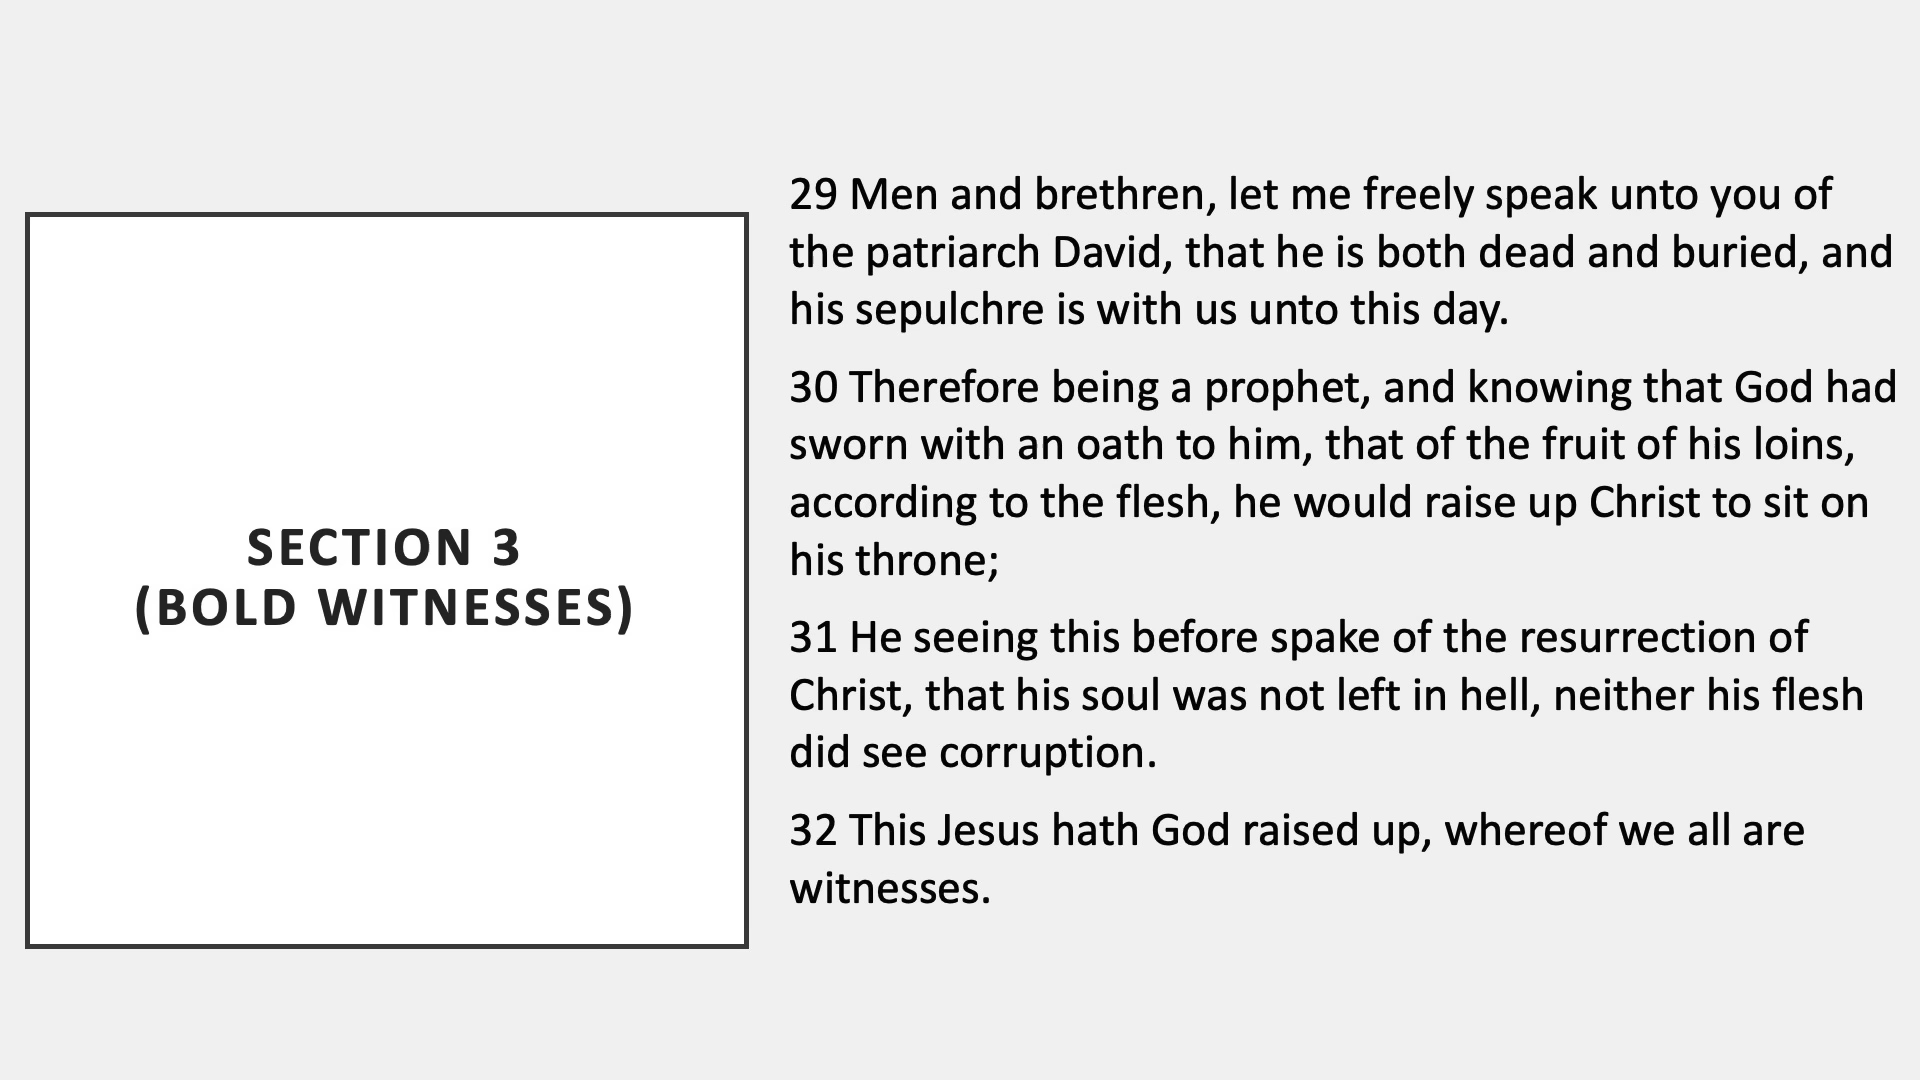 SECTION 3
(BOLD WITNESSES)
29 Men and brethren, let me freely speak unto you of
the patriarch David, that he is both dead and buried, and
his sepulchre is with us unto this day.
30 Therefore being a prophet, and knowing that God had
sworn with an oath to him, that of the fruit of his loins,
according to the flesh, he would raise up Christ to sit on
his throne;
31 He seeing this before spake of the resurrection of
Christ, that his soul was not left in hell, neither his flesh
did see corruption.
32 This Jesus hath God raised up, whereof we all are
witnesses.